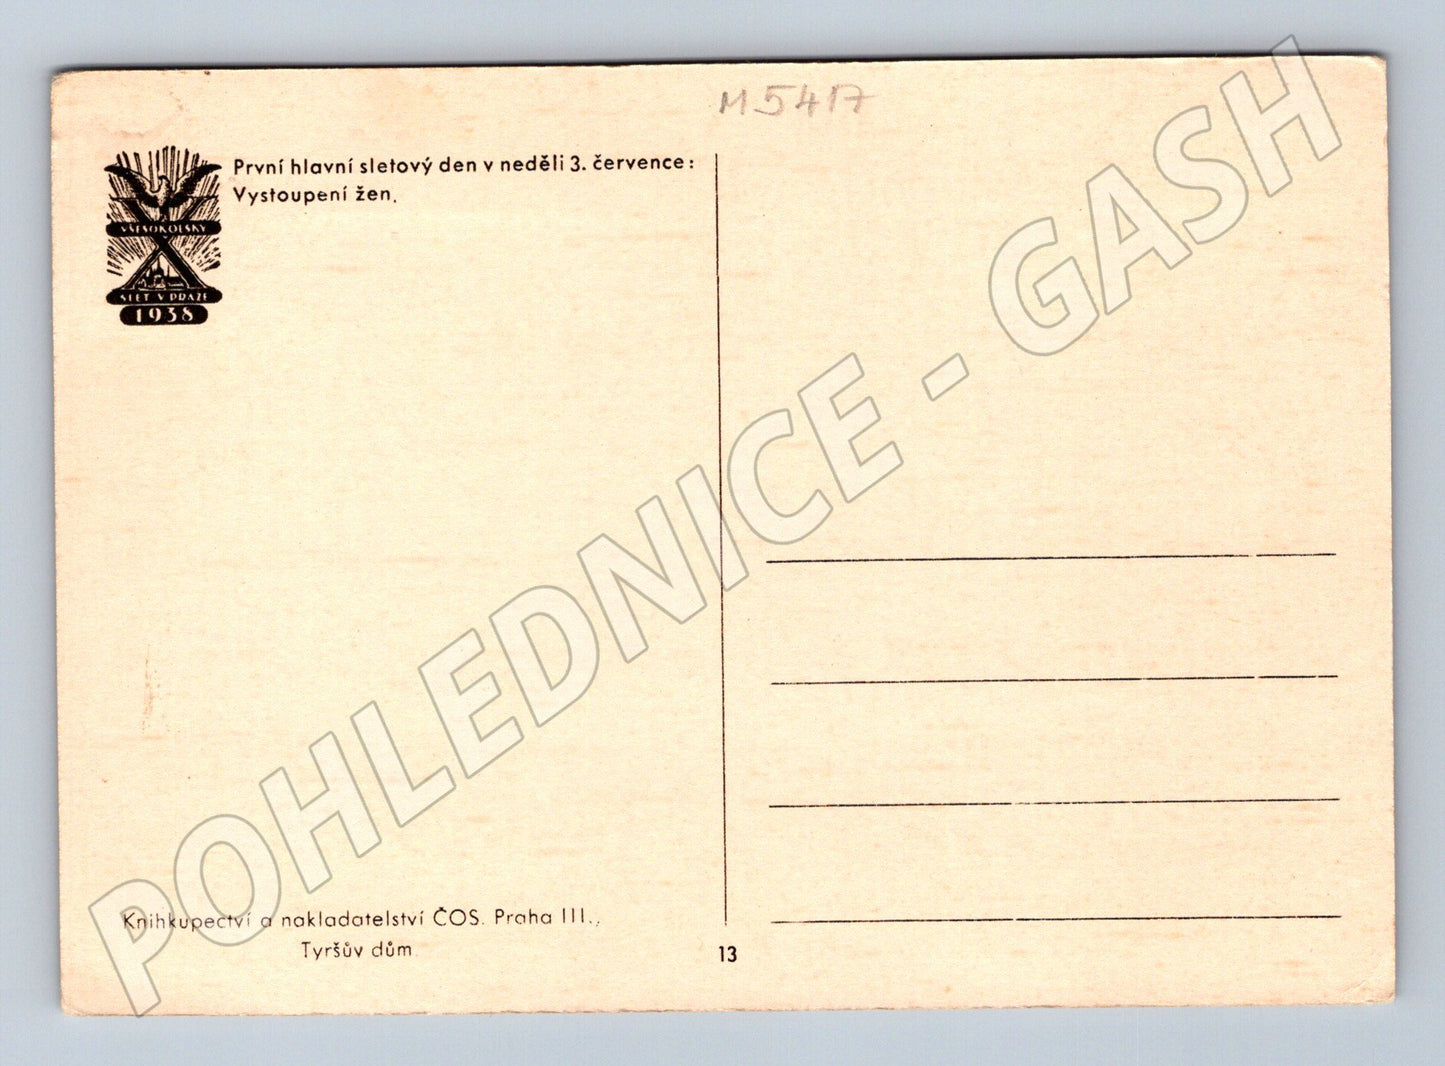 M 5417
První hlavní sletový den v neděli 3. července:
Vystoupení žen.
VŠESOKOLSKÝ
X
SLET V PRAZE
1938
POHLEDNICE - GASH
Knihkupectví a nakladatelství ČOS. Praha III.,
Tyršův dům
13